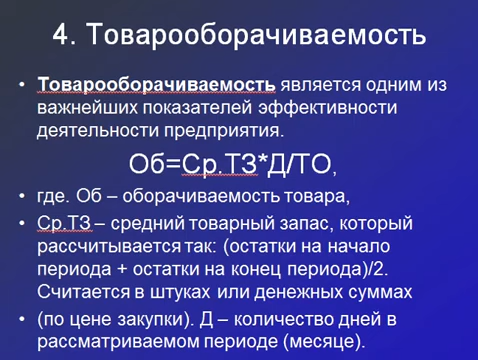 4. Товарооборачиваемость
• Товарооборачиваемость является одним из
важнейших показателей эффективности
деятельности предприятия.
Об=Ср.ТЗ*Д/ТО,
• где. Об – оборачиваемость товара,
• Ср.ТЗ – средний товарный запас, который
рассчитывается так: (остатки на начало
периода + остатки на конец периода)/2.
Считается в штуках или денежных суммах
• (по цене закупки). Д – количество дней в
рассматриваемом периоде (месяце).